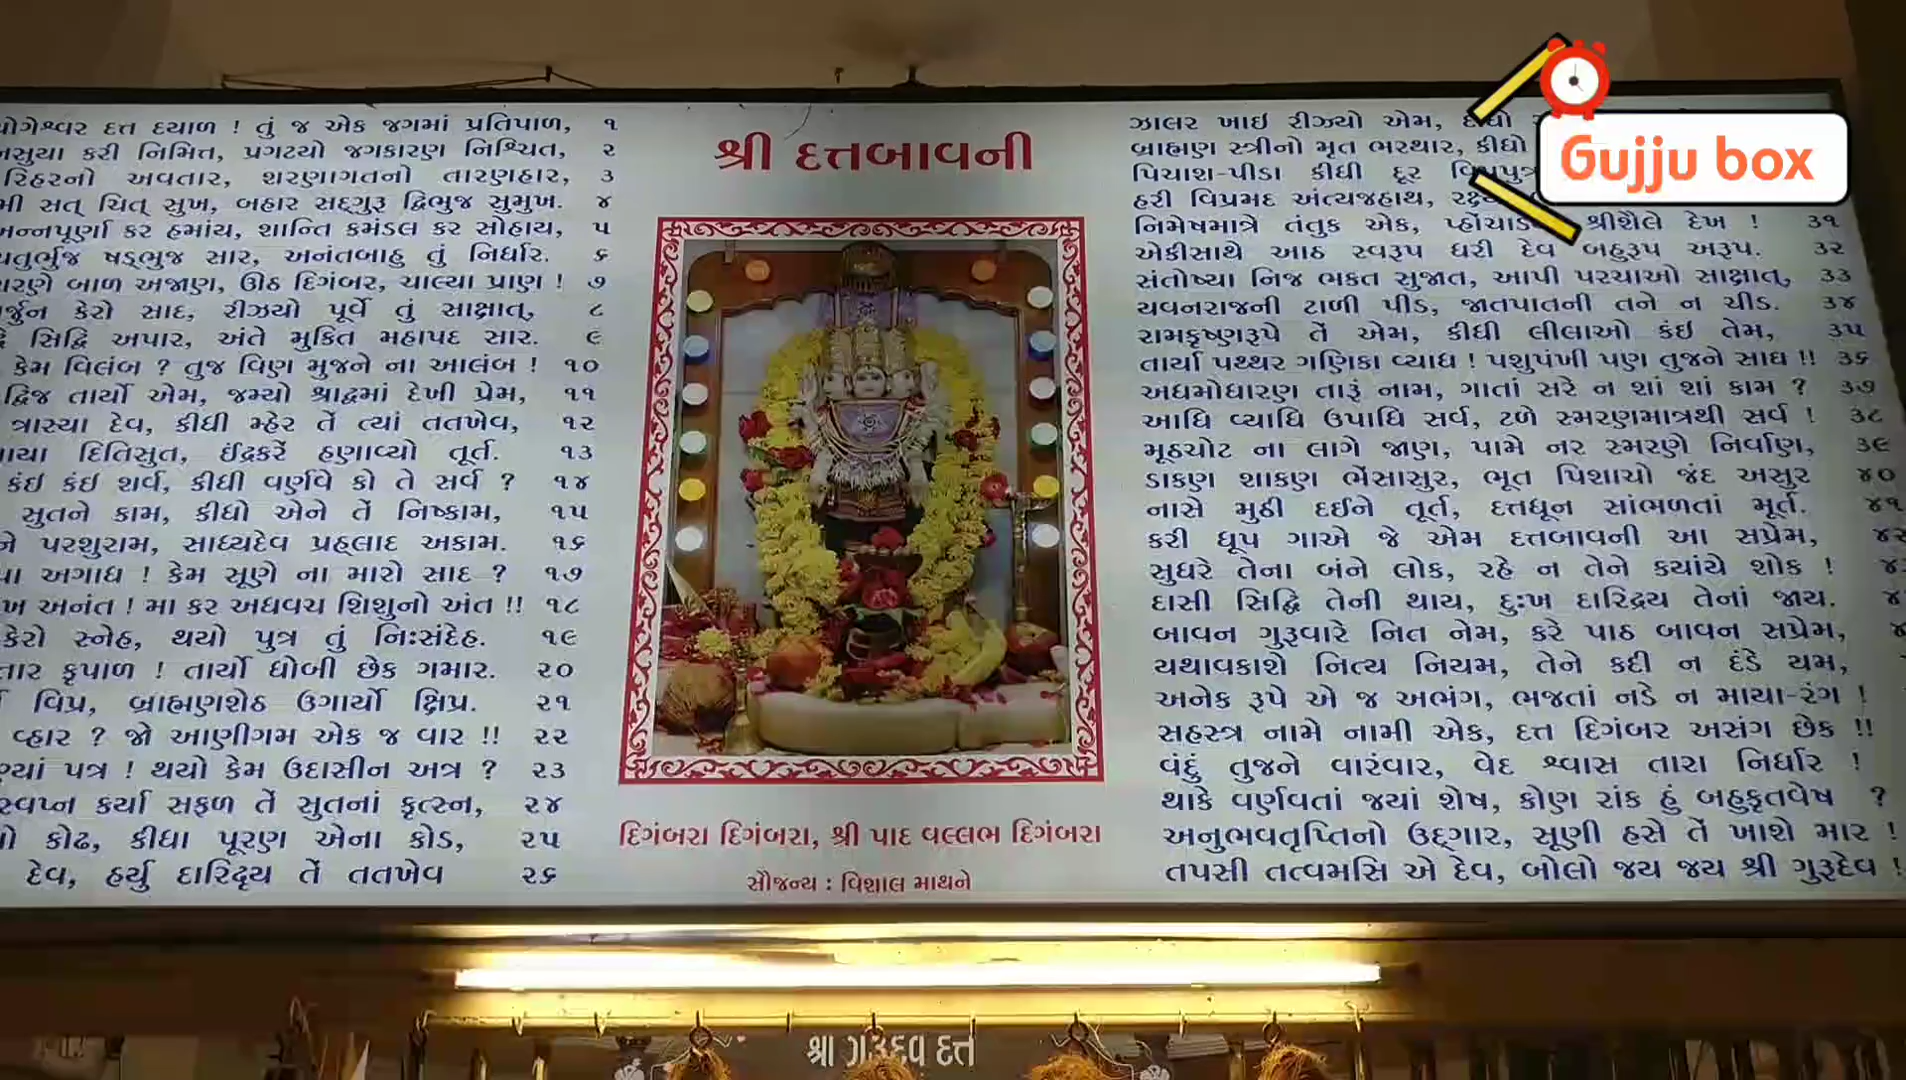 યોગેશ્વર દત્ત દયાળ ! તું જ એક જગમાં પ્રતિપાળ, ૧
કરી નિમિત્ત, પ્રગટયો જગકારણ નિશ્ચિત, ૨
અવતાર, શરણાગતનો તારણહાર, ૩
સત્ ચિત્ સુખ, બહાર સદ્ગુરૂ દ્વિભુજ સુમુખ. ૪
કર હમાંય, શાન્તિ કમંડલ કર સોહાય, ૫
ષડ્ભુજ સાર, અનંતબાહુ તું નિર્ધાર. ૬
બાળ અજાણ, ઊઠ દિગંબર, ચાલ્યા પ્રાણ ! ૭
કેરો સાદ, રીઝયો પૂર્વે તું સાક્ષાત્, ૮
સિદ્ધિ અપાર, અંતે મુકિત મહાપદ સાર. ૯
કેમ વિલંબ ? તુજ વિણ મુજને ના આલંબ ! ૧૦
દ્વિજ તાર્યો એમ, જમ્યો શ્રાદ્વમાં દેખી પ્રેમ, ૧૧
ત્રાસ્યા દેવ, કીધી મ્હેર તેં ત્યાં તતખેવ, ૧૨
દિતિસુત, ઈંદ્રકરેં હણાવ્યો તૂર્ત. ૧૩
કંઇ કંઇ શર્વ, કીધી વર્ણવે કો તે સર્વ ? ૧૪
સુતને કામ, કીધો એને તેં નિષ્કામ, ૧૫
પરશુરામ, સાધ્યદેવ પ્રહ્લાદ અકામ. ૧૬
અગાધ ! કેમ સૂણે ના મારો સાદ ? ૧૭
અનંત ! મા કર અધવચ શિશુનો અંત !! ૧૮
કેરો સ્નેહ, થયો પુત્ર તું નિઃસંદેહ. ૧૯
કૃપાળ ! તાર્યો ધોબી છેક ગમાર. ૨૦
વિપ્ર, બ્રાહ્મણશેઠ ઉગાર્યો ક્ષિપ્ર. ૨૧
વ્હાર ? જો આણીગમ એક જ વાર !! ૨૨
પત્ર ! થયો કેમ ઉદાસીન અત્ર ? ૨૩
સ્વપ્ન કર્યા સફળ તેં સુતનાં કૃત્સ્ન, ૨૪
કોઢ, કીધા પૂરણ એના કોડ, ૨૫
દેવ, હર્યુ દારિદ્રય તેં તતખેવ ૨૬
શ્રી દત્તબાવની
દિગંબરા દિગંબરા, શ્રી પાદ વલ્લભ દિગંબરા
સૌજન્ય : વિશાલ માથને
ઝાલર ખાઇ રીઝ્યો એમ,
બ્રાહ્મણ સ્ત્રીનો મૃત ભરથાર, કીધો
પિચાશ-પીડા કીધી દૂર
હરી વિપ્રમદ અંત્યજહાથ,
નિમેષમાત્રે તંતુક એક, શ્રીશૈલે દેખ ! ૩૧
એકીસાથે આઠ સ્વરૂપ ધરી દેવ બહુરૂપ અરૂપ. ૩૨
સંતોષ્યા નિજ ભકત સુજાત, આપી પરચાઓ સાક્ષાત્, ૩૩
યવનરાજની ટાળી પીડ, જાતપાતની તને ન ચીડ. ૩૪
રામકૃષ્ણરૂપે તેં એમ, કીધી લીલાઓ કંઇ તેમ, ૩૫
તાર્યા પથ્થર ગણિકા વ્યાધ ! પશુપંખી પણ તુજને સાધ !! ૩૬
અધમોધારણ તારૂં નામ, ગાતાં સરે ન શાં શાં કામ ? ૩૭
આધિ વ્યાધિ ઉપાધિ સર્વ, ટળે સ્મરણમાત્રથી સર્વ ! ૩૮
મૂઠચોટ ના લાગે જાણ, પામે નર સ્મરણે નિર્વાણ, ૩૯
ડાકણ શાકણ ભેંસાસુર, ભૂત પિશાચો જંદ અસુર ૪૦
નાસે મુઠી દઈને તૂર્ત, દત્તધૂન સાંભળતાં મૂર્ત. ૪૧
કરી ધૂપ ગાએ જે એમ દત્તબાવની આ સપ્રેમ,
સુધરે તેના બંને લોક, રહે ન તેને કયાંયે શોક !
દાસી સિદ્વિ તેની થાય, દુઃખ દારિદ્રય તેનાં જાય.
બાવન ગુરૂવારે નિત નેમ, કરે પાઠ બાવન સપ્રેમ,
યથાવકાશે નિત્ય નિયમ, તેને કદી ન દંડે યમ,
અનેક રૂપે એ જ અભંગ, ભજતાં નડે ન માયા-રંગ !
સહસ્ત્ર નામે નામી એક, દત્ત દિગંબર અસંગ છેક !!
વંદું તુજને વારંવાર, વેદ શ્વાસ તારા નિર્ધાર !
થાકે વર્ણવતાં જયાં શેષ, કોણ રાંક હું બહુકૃતવેષ ?
અનુભવતૃપ્તિનો ઉદ્ગાર, સૂણી હસે તેં ખાશે માર !
તપસી તત્વમસિ એ દેવ, બોલો જય જય શ્રી ગુરૂદેવ !
Gujju box
શ્રી ગુરૂદેવ દત્ત